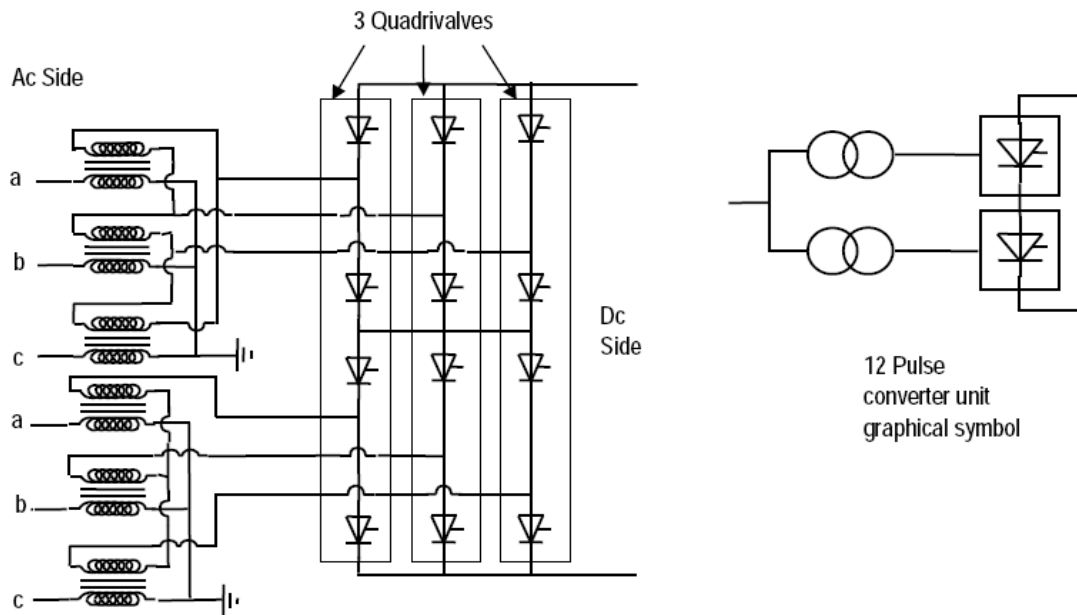 3 Quadrivalves
Ac Side
a
b
c
a
b
c
Dc
Side
12 Pulse
converter unit
graphical symbol